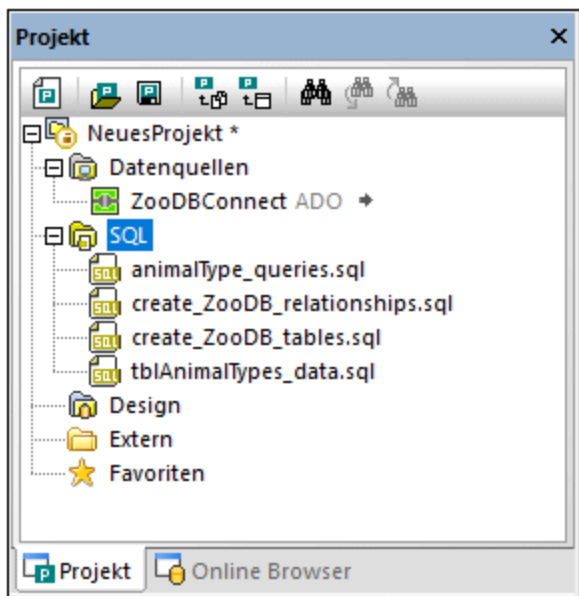 Projekt
NeuesProjekt *
Datenquellen
ZooDBConnect ADO
SQL
animalType_queries.sql
create_ZooDB_relationships.sql
create_ZooDB_tables.sql
tblAnimalTypes_data.sql
Design
Extern
Favoriten
Projekt Online Browser